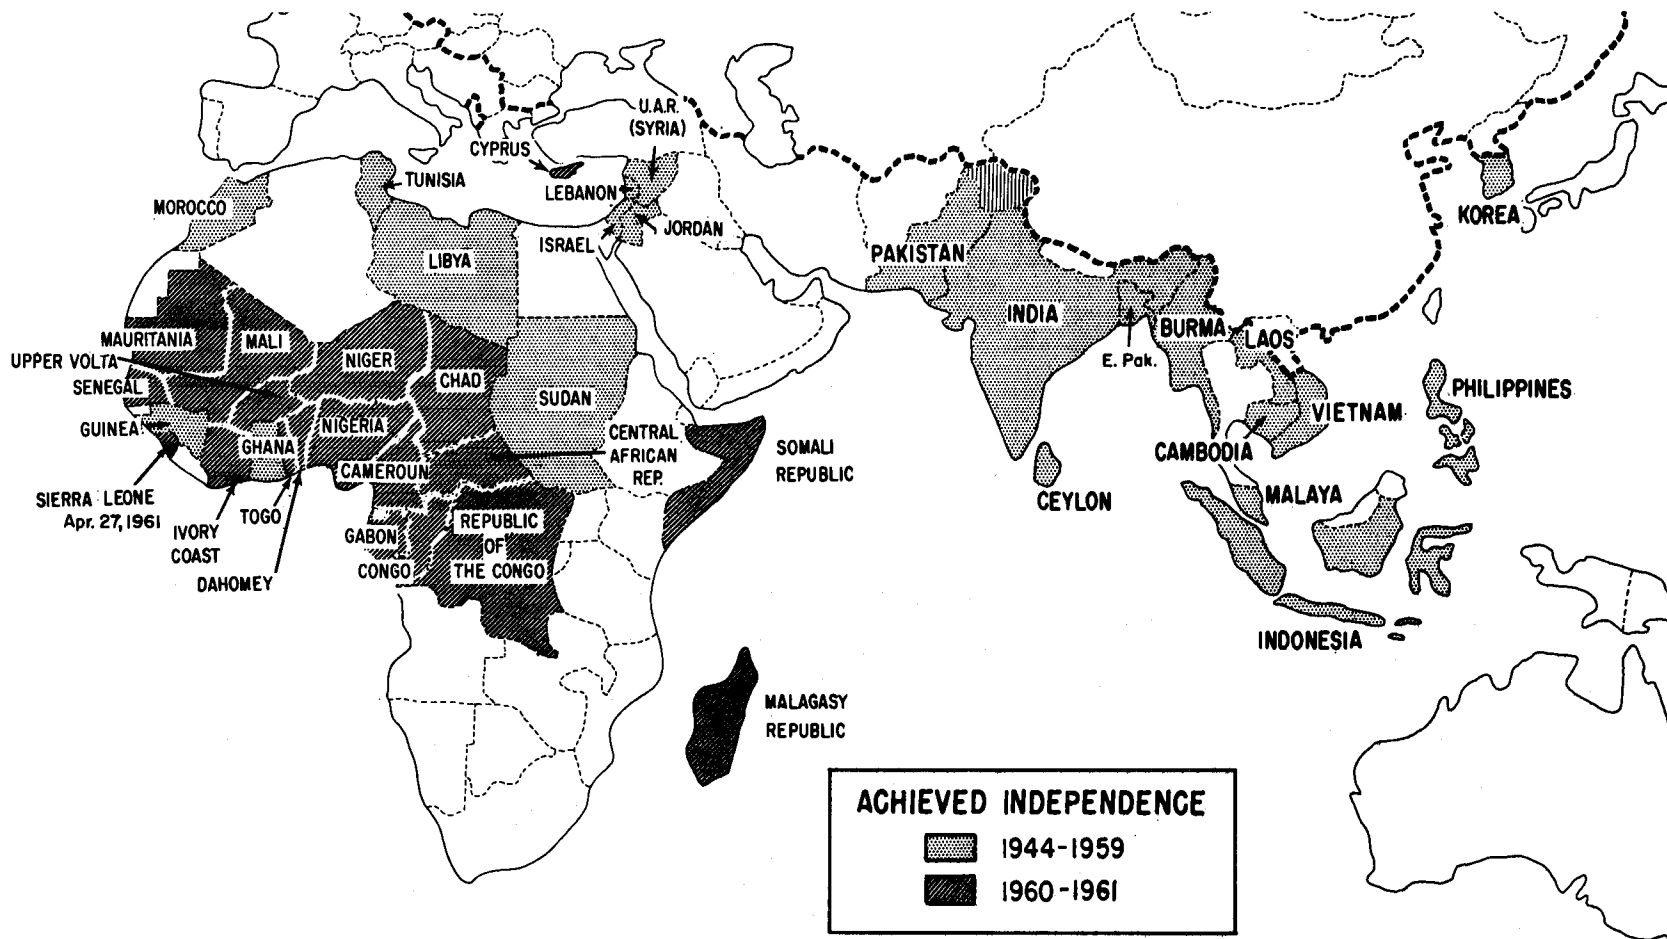 U.A.R.
(SYRIA)
CYPRUS
TUNISIA
LEBANON
MOROCCO
JORDAN
ISRAEL
LIBYA
KOREA
PAKISTAN
INDIA
BURMA
LAOS
E. Pak.
MAURITANIA
MALI
UPPER VOLTA
NIGER
SENEGAL
CHAD
SUDAN
PHILIPPINES
VIETNAM
GUINEA
NIGERIA
GHANA
CENTRAL
AFRICAN
REP.
CAMEROUN
SOMALI
REPUBLIC
CAMBODIA
SIERRA LEONE
Apr. 27, 1961
CEYLON
MALAYA
IVORY
COAST
TOGO
DAHOMEY
GABON
CONGO
REPUBLIC
OF
THE CONGO
INDONESIA
MALAGASY
REPUBLIC
ACHIEVED INDEPENDENCE
1944-1959
1960-1961